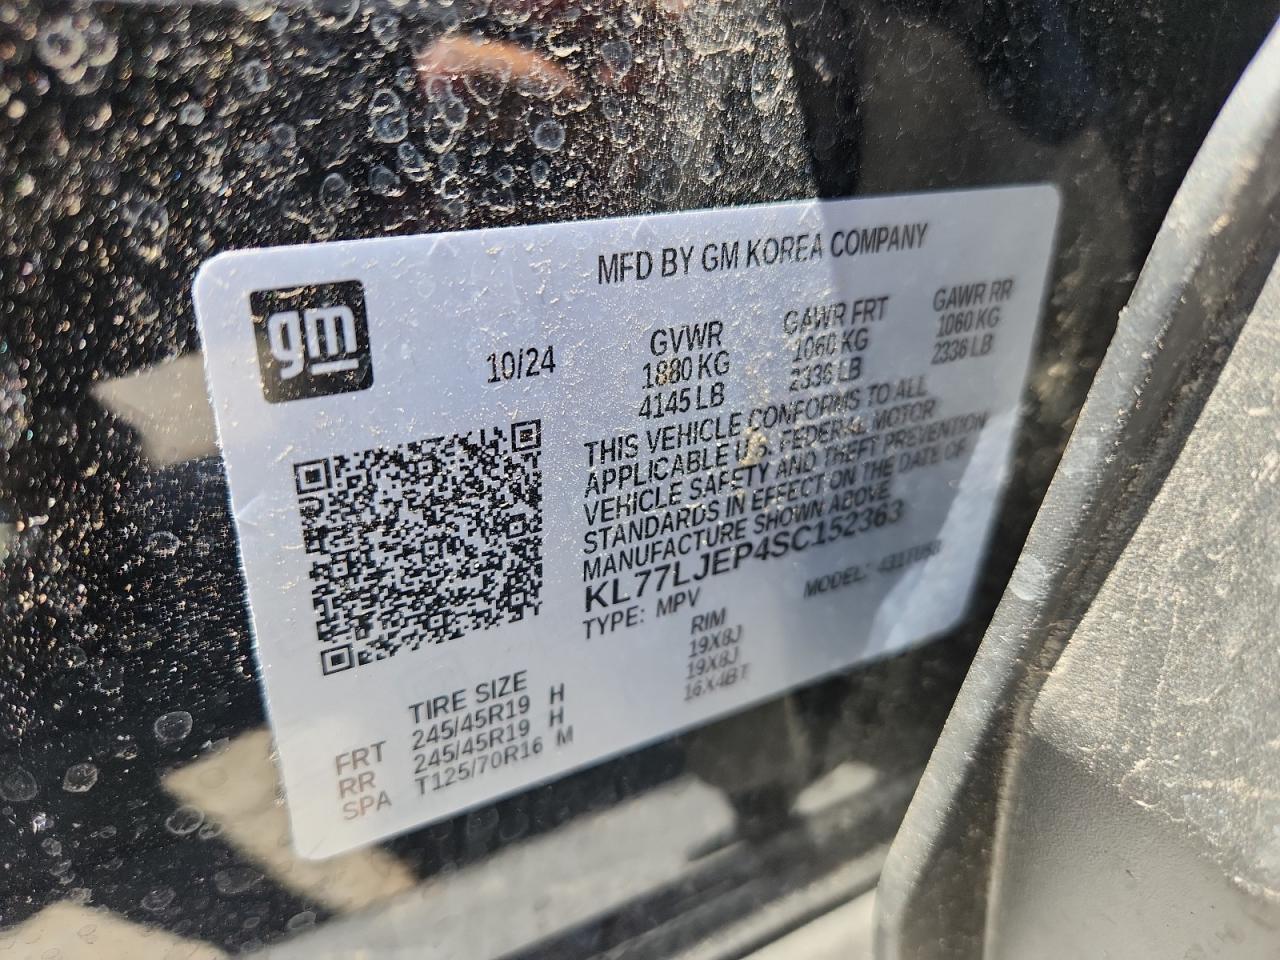 MFD BY GM KOREA COMPANY
gm
10/24
GVWR
1880 KG
4145 LB
GAWR FRT
1060 KG
2336 LB
GAWR RR
1060 KG
2336 LB
THIS VEHICLE CONFORMS TO ALL
APPLICABLE U.S. FEDERAL MOTOR
VEHICLE SAFETY AND THEFT PREVENTION
STANDARDS IN EFFECT ON THE DATE OF
MANUFACTURE SHOWN ABOVE
KL77LJEP4SC152363
TYPE: MPV
MODEL:
TIRE SIZE RIM
FRT 245/45R19 H 19X8J
RR 245/45R19 H 19X8J
SPA T125/70R16 M 16X4BT